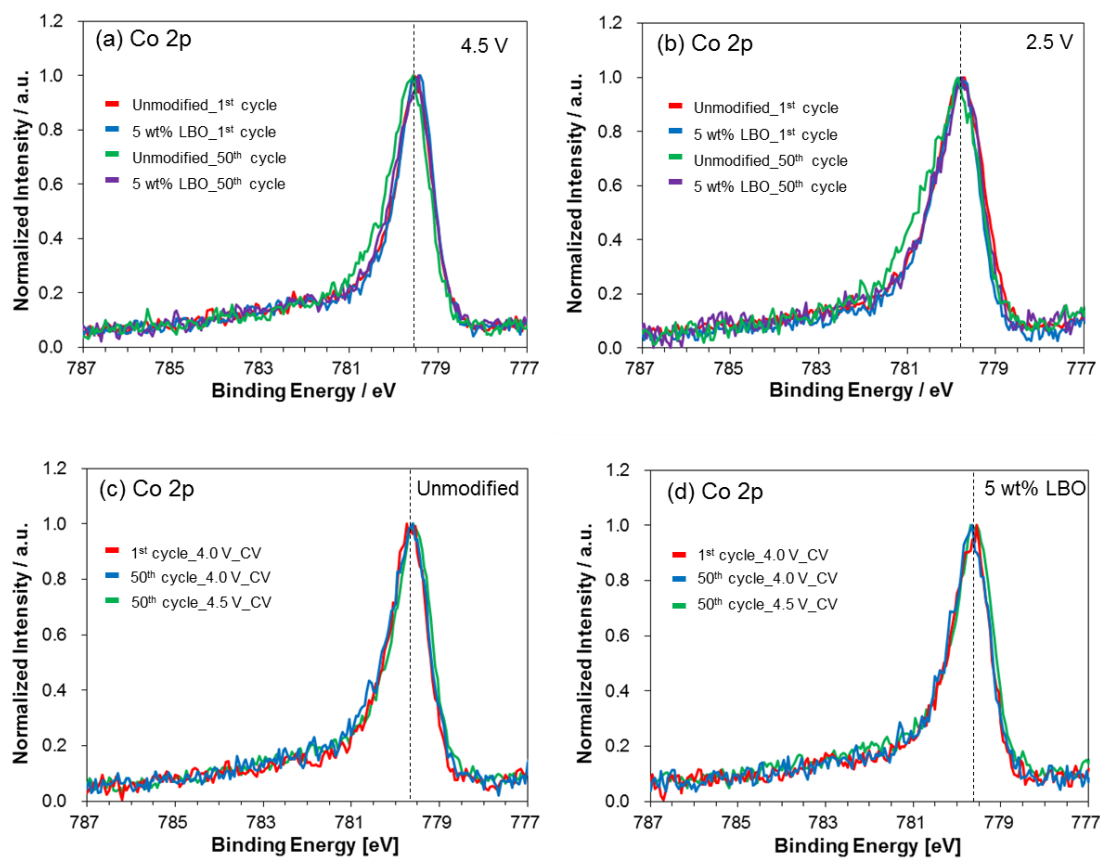 (a) Co 2p
4.5 V
Unmodified_1st cycle
5 wt% LBO_1st cycle
Unmodified_50th cycle
5 wt% LBO_50th cycle
Normalized Intensity / a.u.
1.2
1.0
0.8
0.6
0.4
0.2
0.0
787 785 783 781 779 777
Binding Energy / eV
(b) Co 2p
2.5 V
Unmodified_1st cycle
5 wt% LBO_1st cycle
Unmodified_50th cycle
5 wt% LBO_50th cycle
Normalized Intensity / a.u.
1.2
1.0
0.8
0.6
0.4
0.2
0.0
787 785 783 781 779 777
Binding Energy / eV
(c) Co 2p
Unmodified
1st cycle_4.0 V_CV
50th cycle_4.0 V_CV
50th cycle_4.5 V_CV
Normalized Intensity / a.u.
1.2
1.0
0.8
0.6
0.4
0.2
0.0
787 785 783 781 779 777
Binding Energy [eV]
(d) Co 2p
5 wt% LBO
1st cycle_4.0 V_CV
50th cycle_4.0 V_CV
50th cycle_4.5 V_CV
Normalized Intensity / a.u.
1.2
1.0
0.8
0.6
0.4
0.2
0.0
787 785 783 781 779 777
Binding Energy [eV]